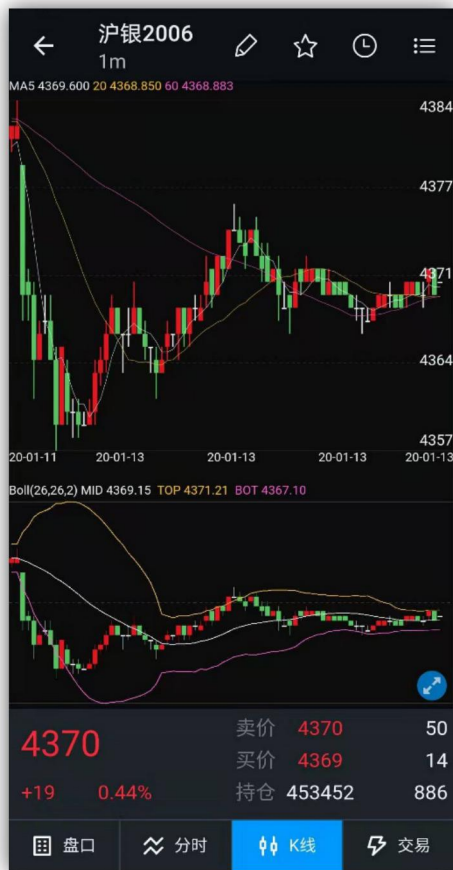 沪银2006
1m
MA5 4369.600 20 4368.850 60 4368.883
4384
4377
4371
4364
4357
20-01-11 20-01-13 20-01-13 20-01-13 20-01-13
Boll(26,26,2) MID 4369.15 TOP 4371.21 BOT 4367.10
4370
卖价 4370 50
买价 4369 14
+19 0.44% 持仓 453452 886
盘口 分时 K线 交易